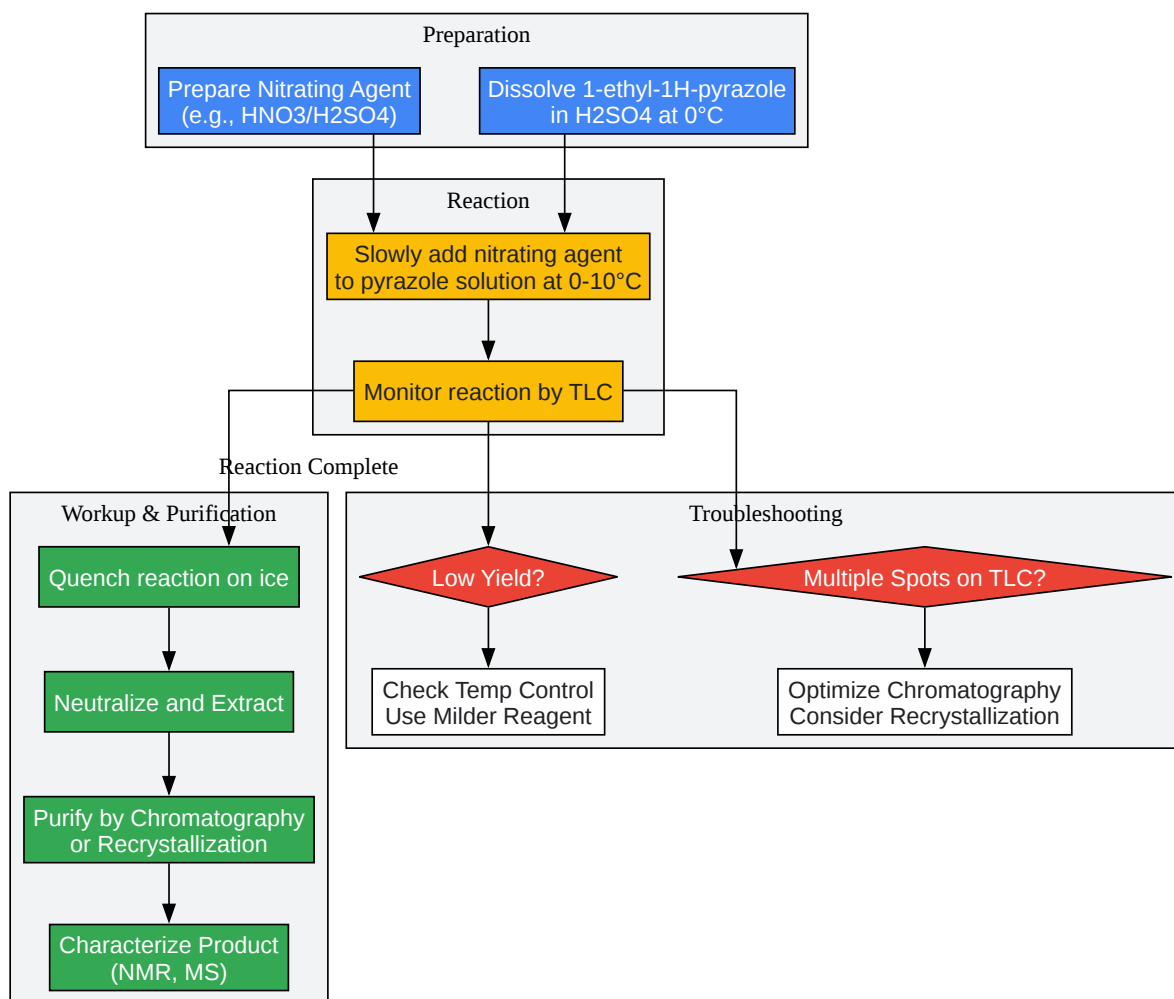 Preparation
Prepare Nitrating Agent
(e.g., HNO3/H2SO4)
Dissolve 1-ethyl-1H-pyrazole
in H2SO4 at 0°C
Reaction
Slowly add nitrating agent
to pyrazole solution at 0-10°C
Monitor reaction by TLC
Reaction Complete
Workup & Purification
Quench reaction on ice
Neutralize and Extract
Purify by Chromatography
or Recrystallization
Characterize Product
(NMR, MS)
Troubleshooting
Low Yield?
Multiple Spots on TLC?
Check Temp Control
Use Milder Reagent
Optimize Chromatography
Consider Recrystallization